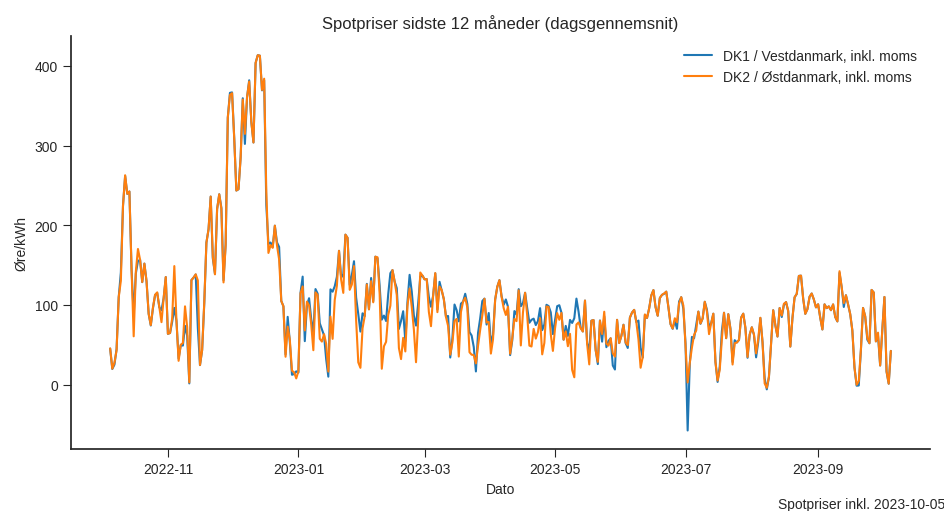 Spotpriser sidste 12 måneder (dagsgennemsnit)
DK1 / Vestdanmark, inkl. moms
DK2 / Østdanmark, inkl. moms
Øre/kWh
400
300
200
100
0
2022-11
2023-01
2023-03
2023-05
2023-07
2023-09
Dato
Spotpriser inkl. 2023-10-05